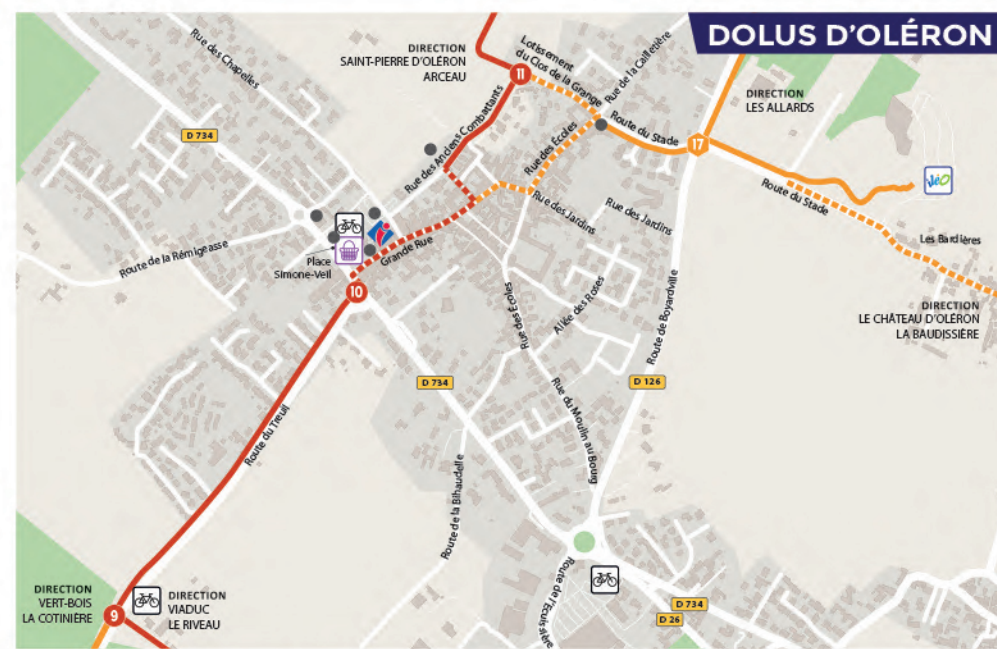 DOLUS D'OLÉRON
Rue des Chapelles
DIRECTION
SAINT-PIERRE D'OLÉRON
ARCEAU
11
Lotissement
du Clos de la Grange
Rue de la Cailletière
DIRECTION
LES ALLARDS
D 734
Rue des Anciens Combattants
Rue des Écoles
Route du Stade
17
Route du Stade
Rue des Jardins
Rue des Jardins
Les Bardières
Route de la Rémigeasse
Place
Simone-Veil
Grande Rue
10
DIRECTION
LE CHÂTEAU D'OLÉRON
LA BAUDISSIÈRE
Rue des Écoles
Allée des Roses
Route de Boyardville
D 734
D 126
Route du Treuil
Rue du Moulin au Bourg
Route de la Bihaudelle
DIRECTION
VERT-BOIS
LA COTINIÈRE
9
DIRECTION
VIADUC
LE RIVEAU
Route de l'Ecuissière
D 734
D 26